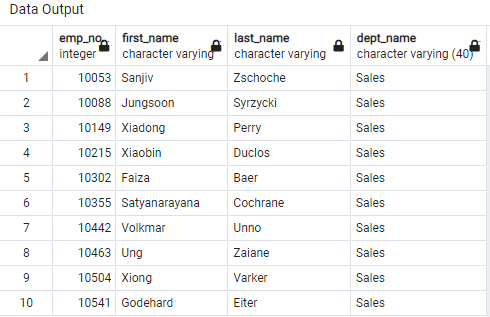 Data Output
emp_no first_name last_name dept_name
integer character varying character varying character varying (40)
1 10053 Sanjiv Zschoche Sales
2 10088 Jungsoon Syrzycki Sales
3 10149 Xiadong Perry Sales
4 10215 Xiaobin Duclos Sales
5 10302 Faiza Baer Sales
6 10355 Satyanarayana Cochrane Sales
7 10442 Volkmar Unno Sales
8 10463 Ung Zaiane Sales
9 10504 Xiong Varker Sales
10 10541 Godehard Eiter Sales